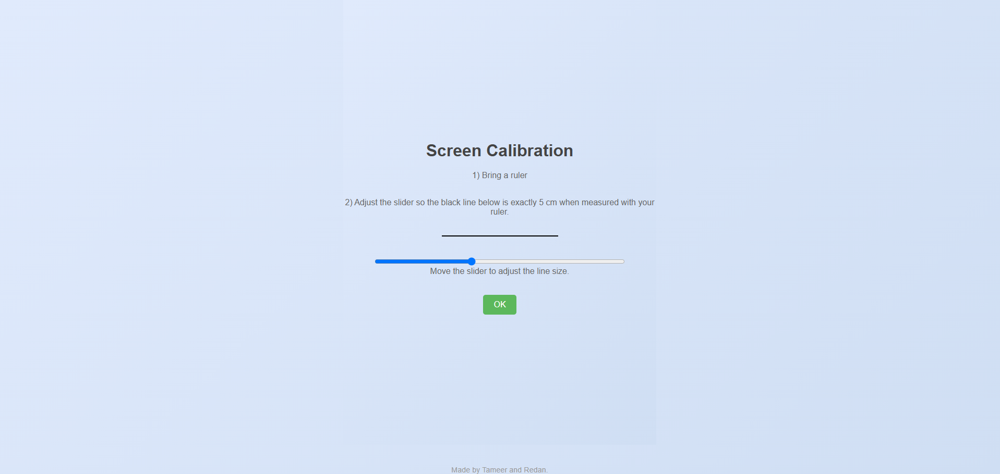 Screen Calibration
1) Bring a ruler
2) Adjust the slider so the black line below is exactly 5 cm when measured with your
ruler.
Move the slider to adjust the line size.
OK
Made by Tameer and Redan.